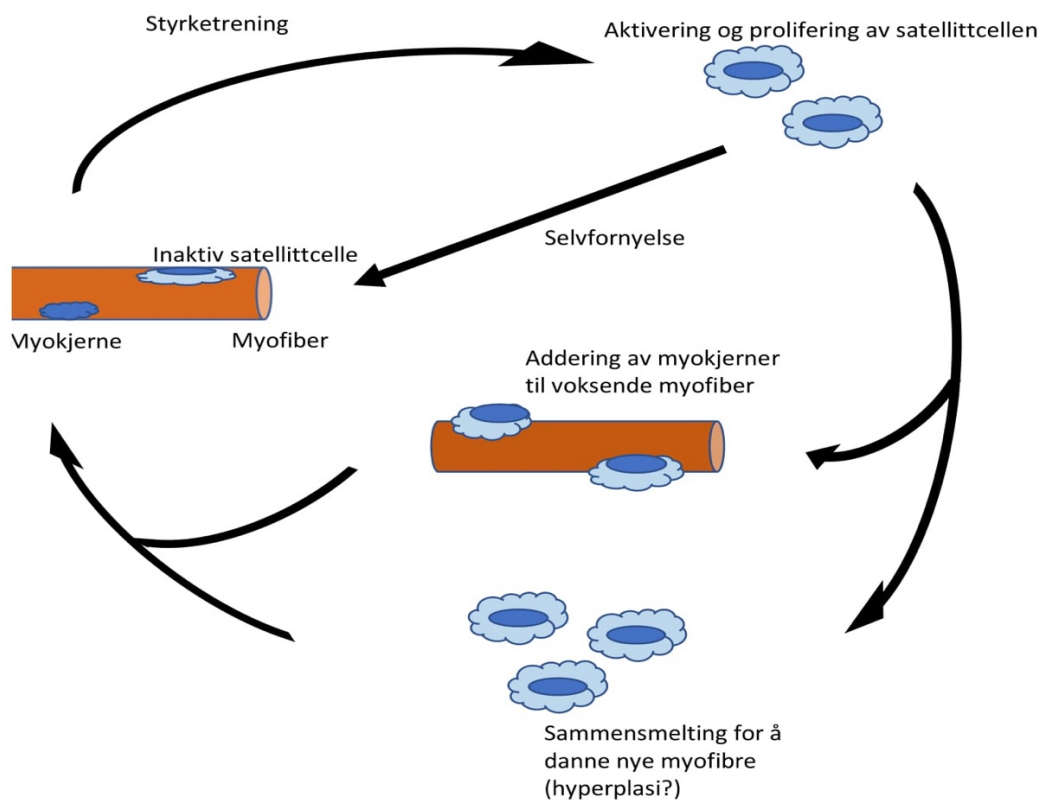 Styrketrening
Aktivering og prolifering av satellittcellen
Selvfornyelse
Inaktiv satellittcelle
Myokjerne
Myofiber
Addering av myokjerner
til voksende myofiber
Sammensmelting for å
danne nye myofibre
(hyperplasi?)